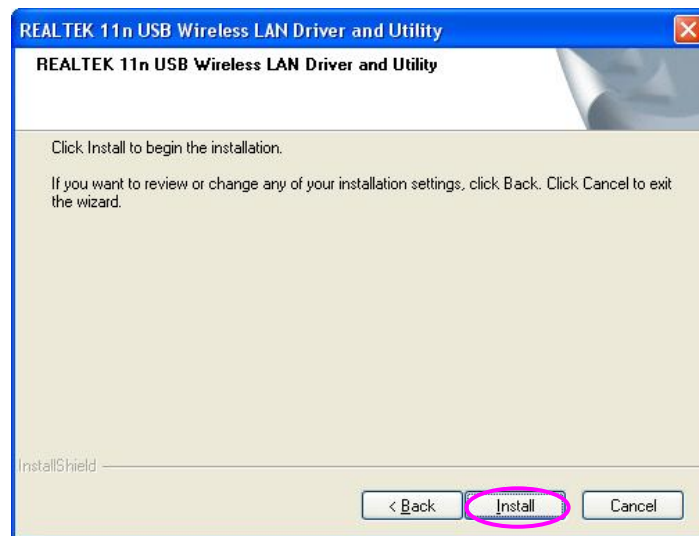 REALTEK 11n USB Wireless LAN Driver and Utility
REALTEK 11n USB Wireless LAN Driver and Utility
Click Install to begin the installation.
If you want to review or change any of your installation settings, click Back. Click Cancel to exit
the wizard.
InstallShield
< Back Install Cancel